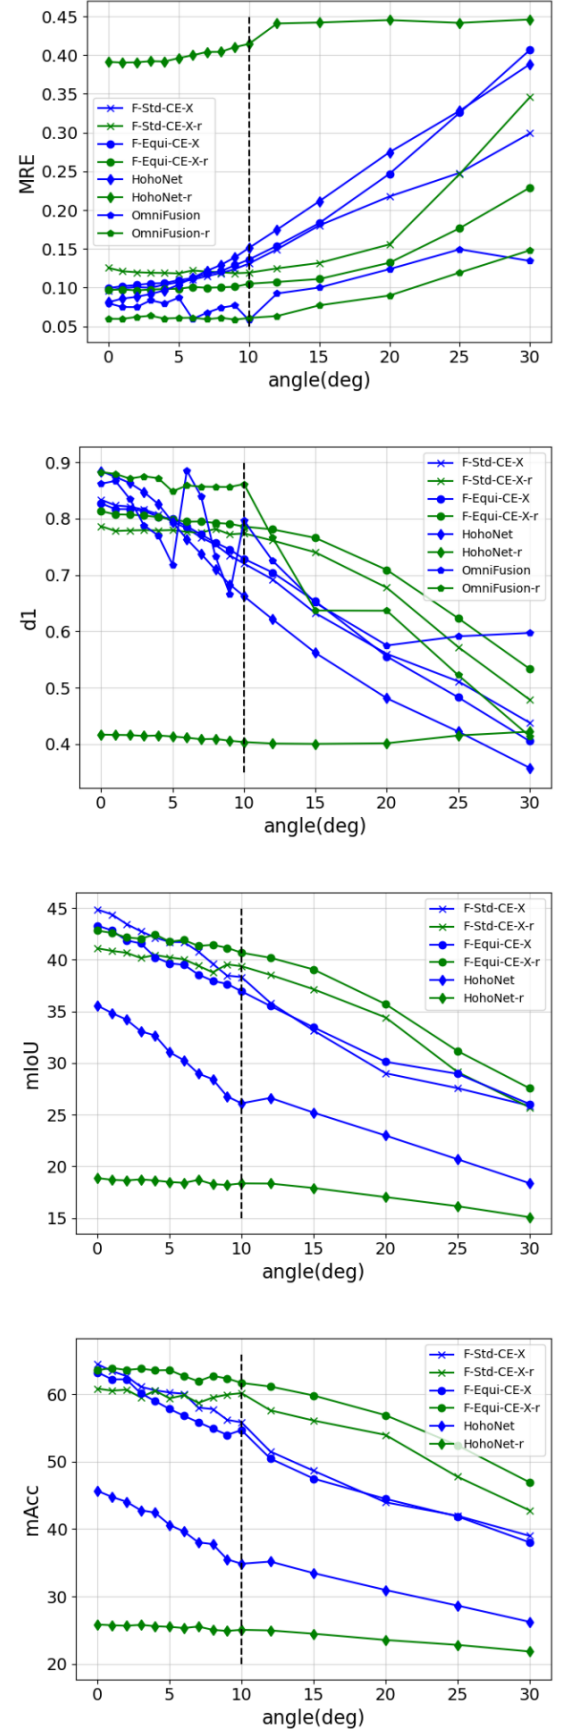 0.45
0.40
0.35
0.30
0.25
0.20
0.15
0.10
0.05
MRE
F-Std-CE-X
F-Std-CE-X-r
F-Equi-CE-X
F-Equi-CE-X-r
HohoNet
HohoNet-r
OmniFusion
OmniFusion-r
0 5 10 15 20 25 30
angle(deg)
0.9
0.8
0.7
0.6
0.5
0.4
d1
F-Std-CE-X
F-Std-CE-X-r
F-Equi-CE-X
F-Equi-CE-X-r
HohoNet
HohoNet-r
OmniFusion
OmniFusion-r
0 5 10 15 20 25 30
angle(deg)
45
40
35
30
25
20
15
mIoU
F-Std-CE-X
F-Std-CE-X-r
F-Equi-CE-X
F-Equi-CE-X-r
HohoNet
HohoNet-r
0 5 10 15 20 25 30
angle(deg)
60
50
40
30
20
mAcc
F-Std-CE-X
F-Std-CE-X-r
F-Equi-CE-X
F-Equi-CE-X-r
HohoNet
HohoNet-r
0 5 10 15 20 25 30
angle(deg)